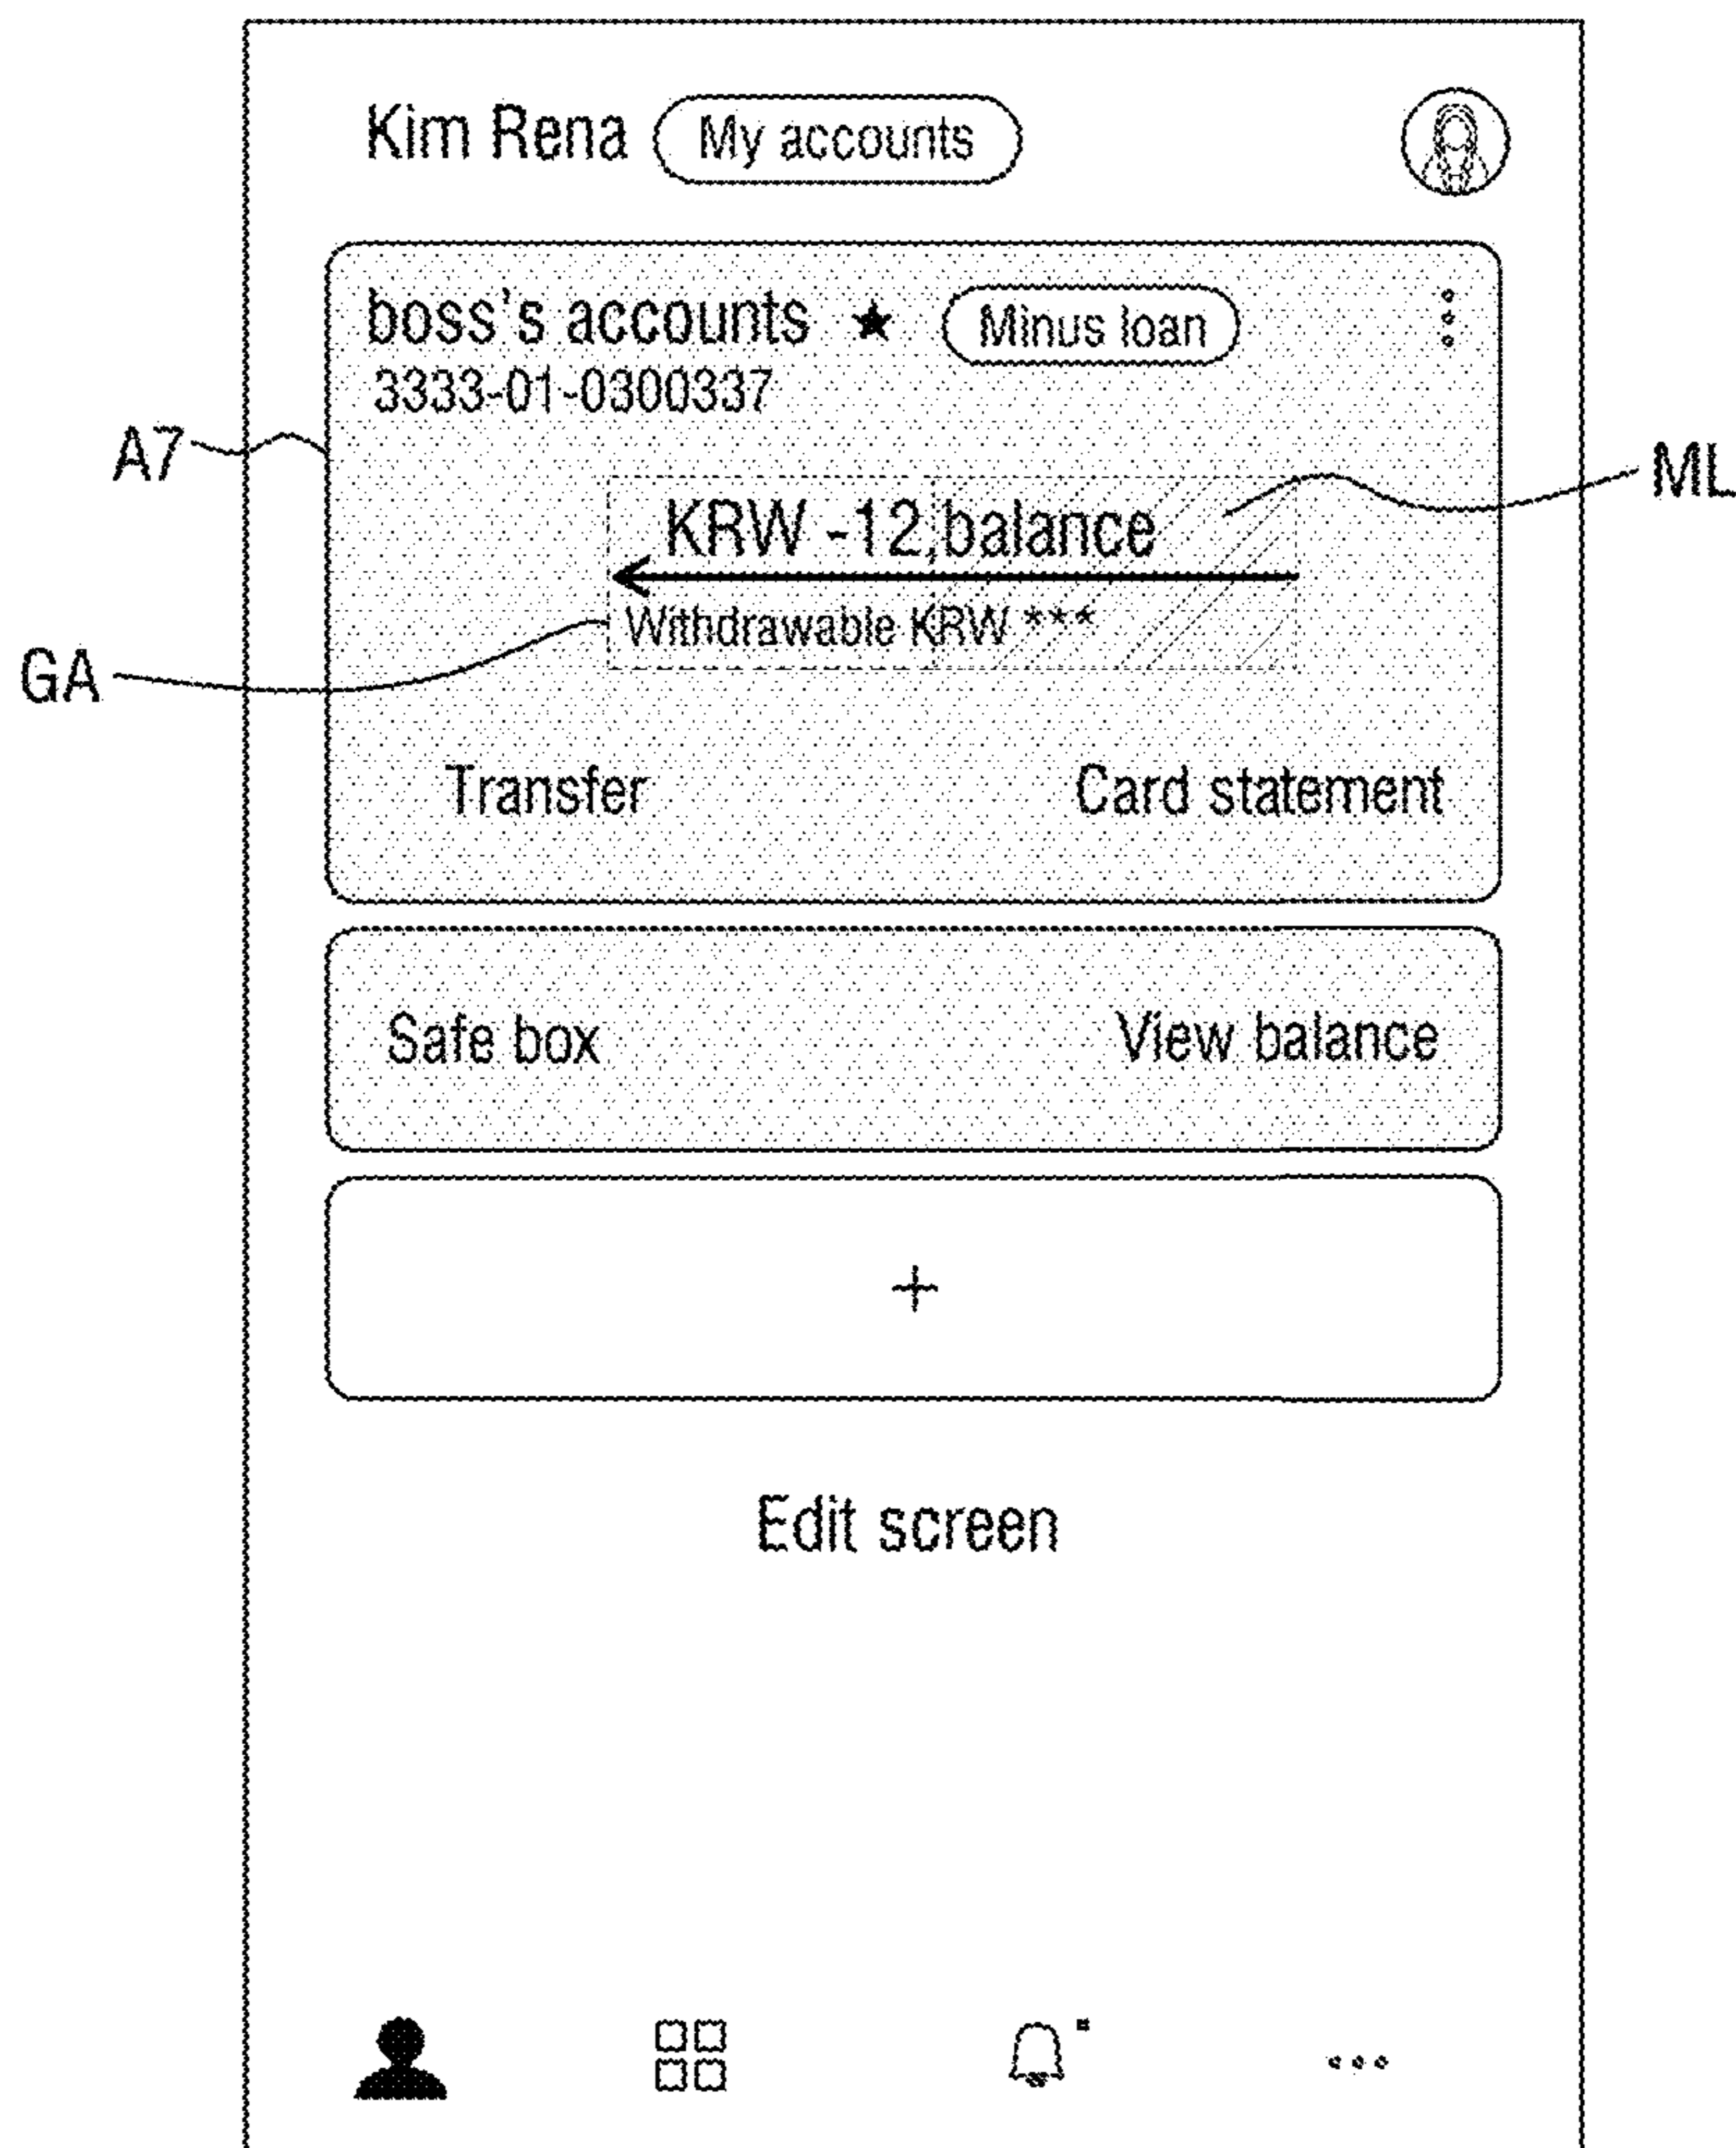 Kim Rena My accounts
boss's accounts ★ Minus loan
3333-01-0300337
A7
ML
KRW -12,balance
Withdrawable KRW ***
GA
Transfer Card statement
Safe box View balance
+
Edit screen